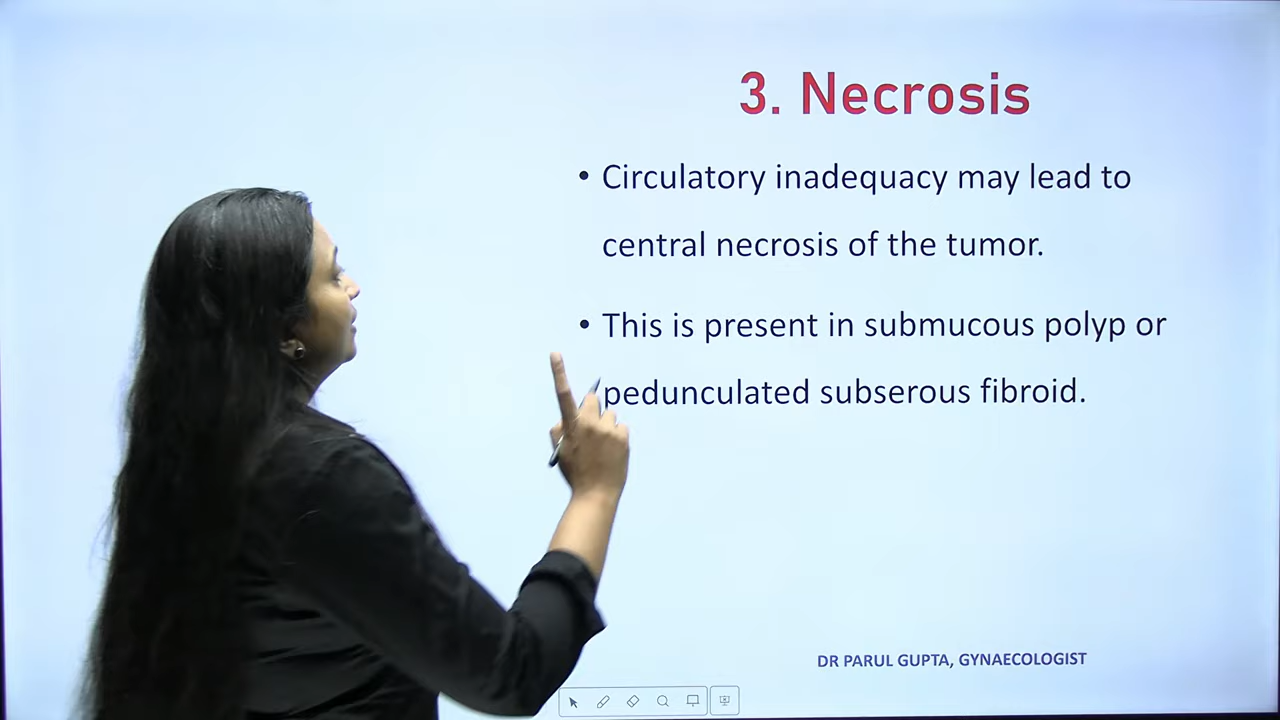 3. Necrosis
• Circulatory inadequacy may lead to
central necrosis of the tumor.
• This is present in submucous polyp or
pedunculated subserous fibroid.
DR PARUL GUPTA, GYNAECOLOGIST